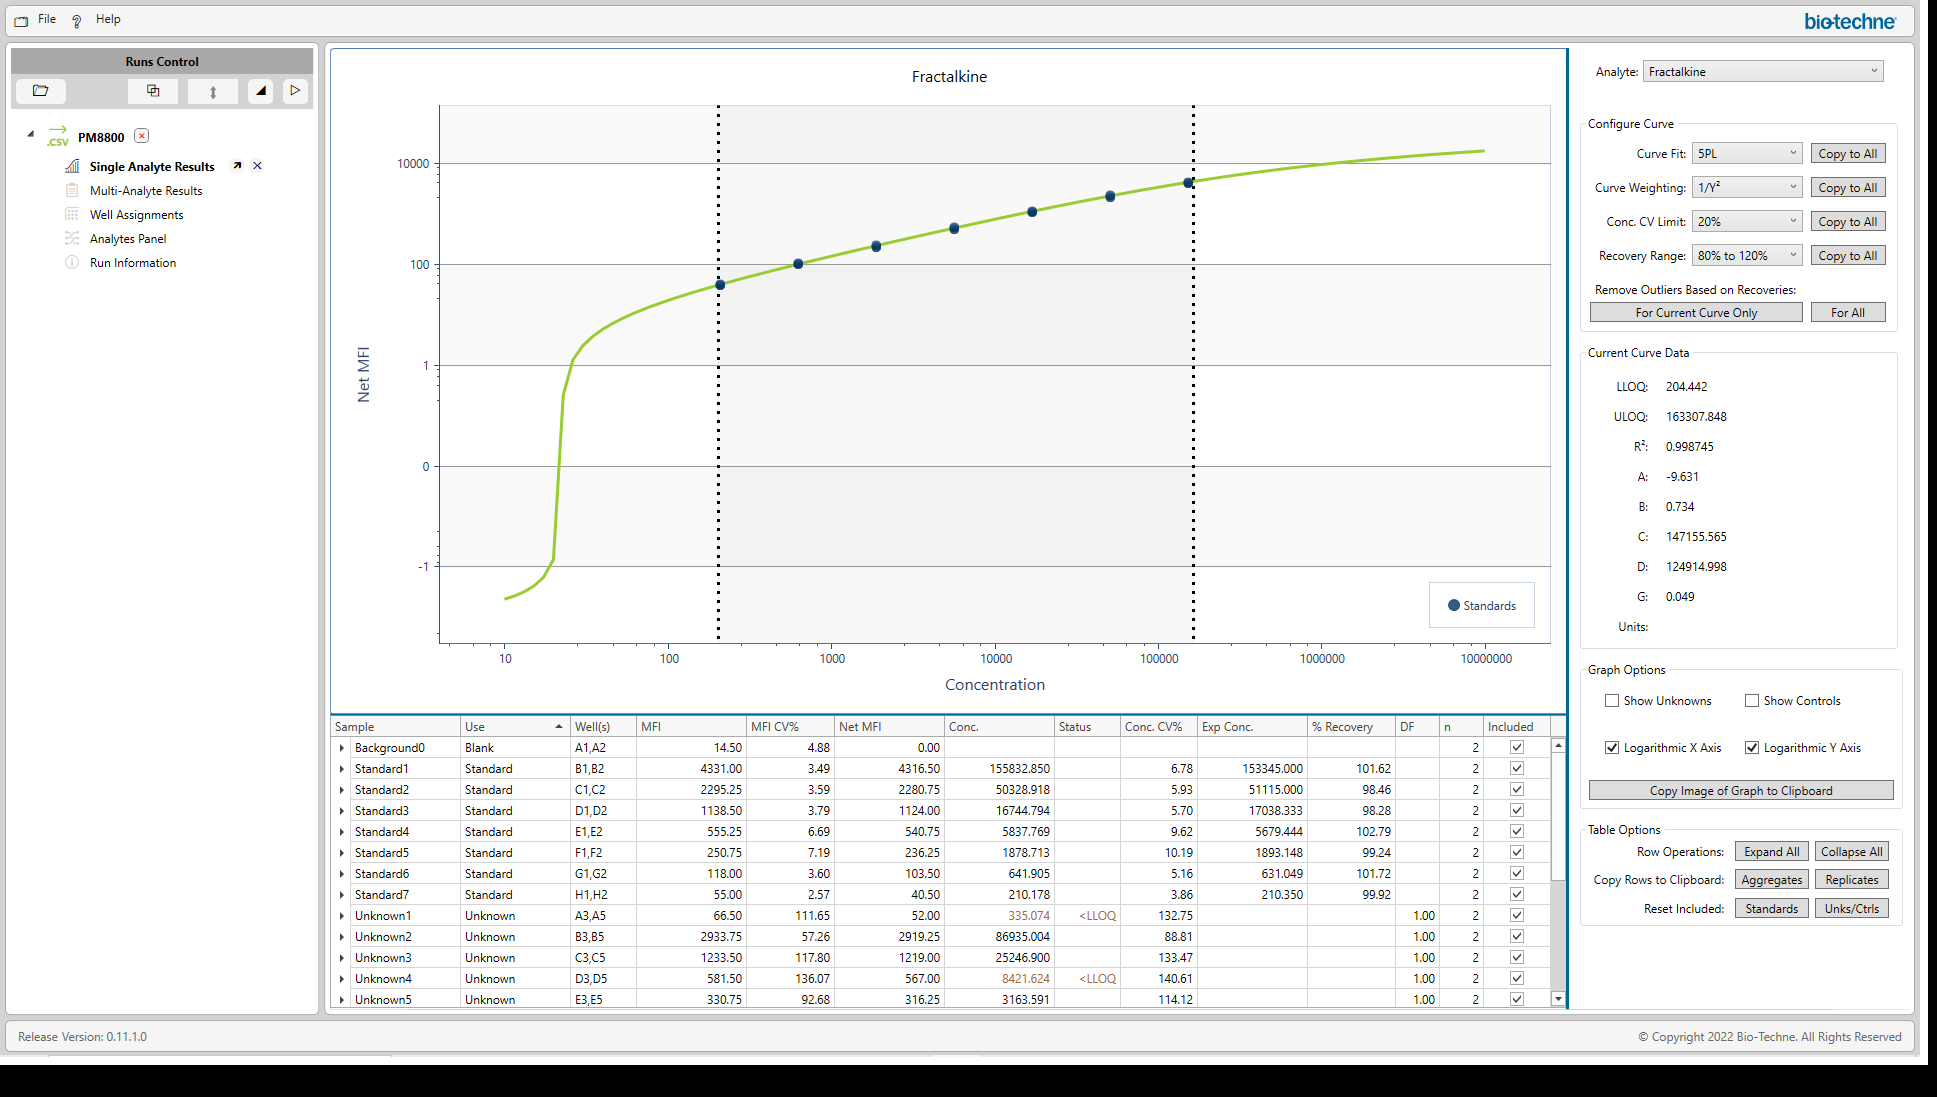 File
Help
bio-techne
Runs Control
.CSV
PM8800
Single Analyte Results
Multi-Analyte Results
Well Assignments
Analytes Panel
Run Information
Fractalkine
10000
100
1
0
-1
Net MFI
Standards
10 100 1000 10000 100000 1000000 10000000
Concentration
Analyte: Fractalkine
Configure Curve
Curve Fit: 5PL Copy to All
Curve Weighting: 1/Y² Copy to All
Conc. CV Limit: 20% Copy to All
Recovery Range: 80% to 120% Copy to All
Remove Outliers Based on Recoveries:
For Current Curve Only For All
Current Curve Data
LLOQ: 204.442
ULOQ: 163307.848
R²: 0.998745
A: -9.631
B: 0.734
C: 147155.565
D: 124914.998
G: 0.049
Units:
Graph Options
Show Unknowns Show Controls
Logarithmic X Axis Logarithmic Y Axis
Copy Image of Graph to Clipboard
Table Options
Row Operations: Expand All Collapse All
Copy Rows to Clipboard: Aggregates Replicates
Reset Included: Standards Unks/Ctrls
Sample Use Well(s) MFI MFI CV% Net MFI Conc. Status Conc. CV% Exp Conc. % Recovery DF n Included
Background0 Blank A1,A2 14.50 4.88 0.00 2
Standard1 Standard B1,B2 4331.00 3.49 4316.50 155832.850 6.78 153345.000 101.62 2
Standard2 Standard C1,C2 2295.25 3.59 2280.75 50328.918 5.93 51115.000 98.46 2
Standard3 Standard D1,D2 1138.50 3.79 1124.00 16744.794 5.70 17038.333 98.28 2
Standard4 Standard E1,E2 555.25 6.69 540.75 5837.769 9.62 5679.444 102.79 2
Standard5 Standard F1,F2 250.75 7.19 236.25 1878.713 10.19 1893.148 99.24 2
Standard6 Standard G1,G2 118.00 3.60 103.50 641.905 5.16 631.049 101.72 2
Standard7 Standard H1,H2 55.00 2.57 40.50 210.178 3.86 210.350 99.92 2
Unknown1 Unknown A3,A5 66.50 111.65 52.00 335.074 <LLOQ 132.75 1.00 2
Unknown2 Unknown B3,B5 2933.75 57.26 2919.25 86935.004 88.81 1.00 2
Unknown3 Unknown C3,C5 1233.50 117.80 1219.00 25246.900 133.47 1.00 2
Unknown4 Unknown D3,D5 581.50 136.07 567.00 8421.624 <LLOQ 140.61 1.00 2
Unknown5 Unknown E3,E5 330.75 92.68 316.25 3163.591 114.12 1.00 2
Release Version: 0.11.1.0
© Copyright 2022 Bio-Techne. All Rights Reserved